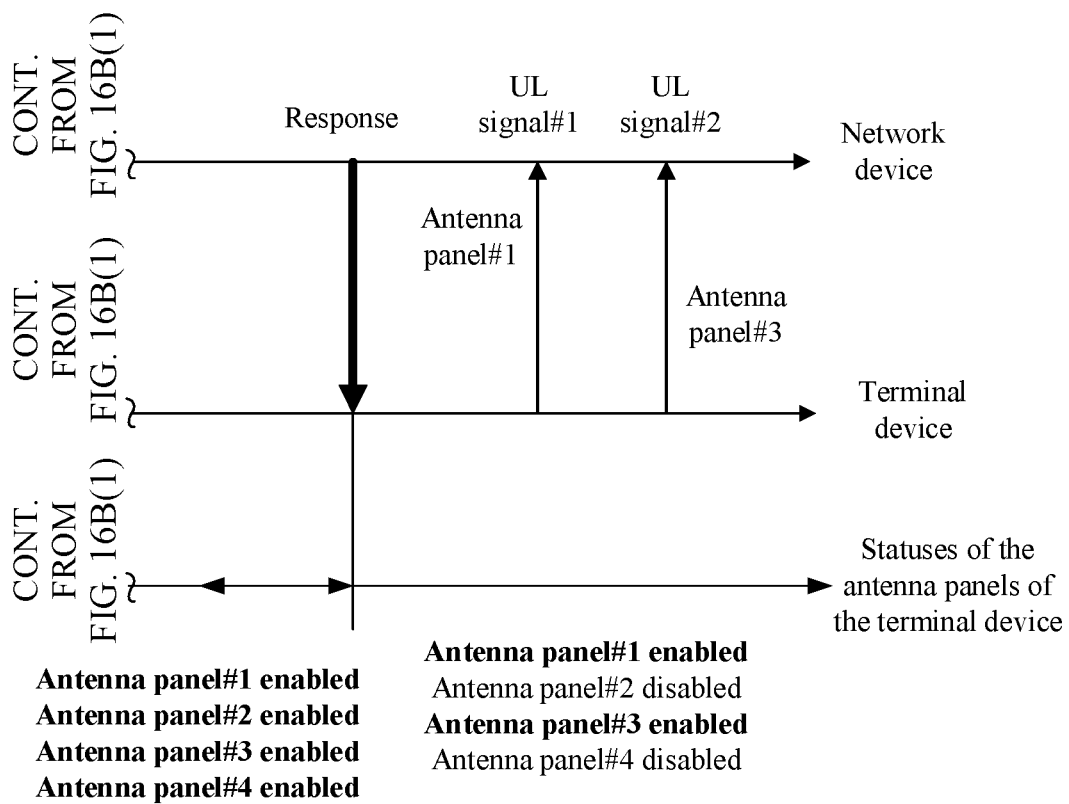 CONT.
FROM
FIG. 16B(1)
Response
UL
signal#1
UL
signal#2
Network
device
Antenna
panel#1
CONT.
FROM
FIG. 16B(1)
Antenna
panel#3
Terminal
device
CONT.
FROM
FIG. 16B(1)
Statuses of the
antenna panels of
the terminal device
Antenna panel#1 enabled
Antenna panel#2 enabled
Antenna panel#3 enabled
Antenna panel#4 enabled
Antenna panel#1 enabled
Antenna panel#2 disabled
Antenna panel#3 enabled
Antenna panel#4 disabled